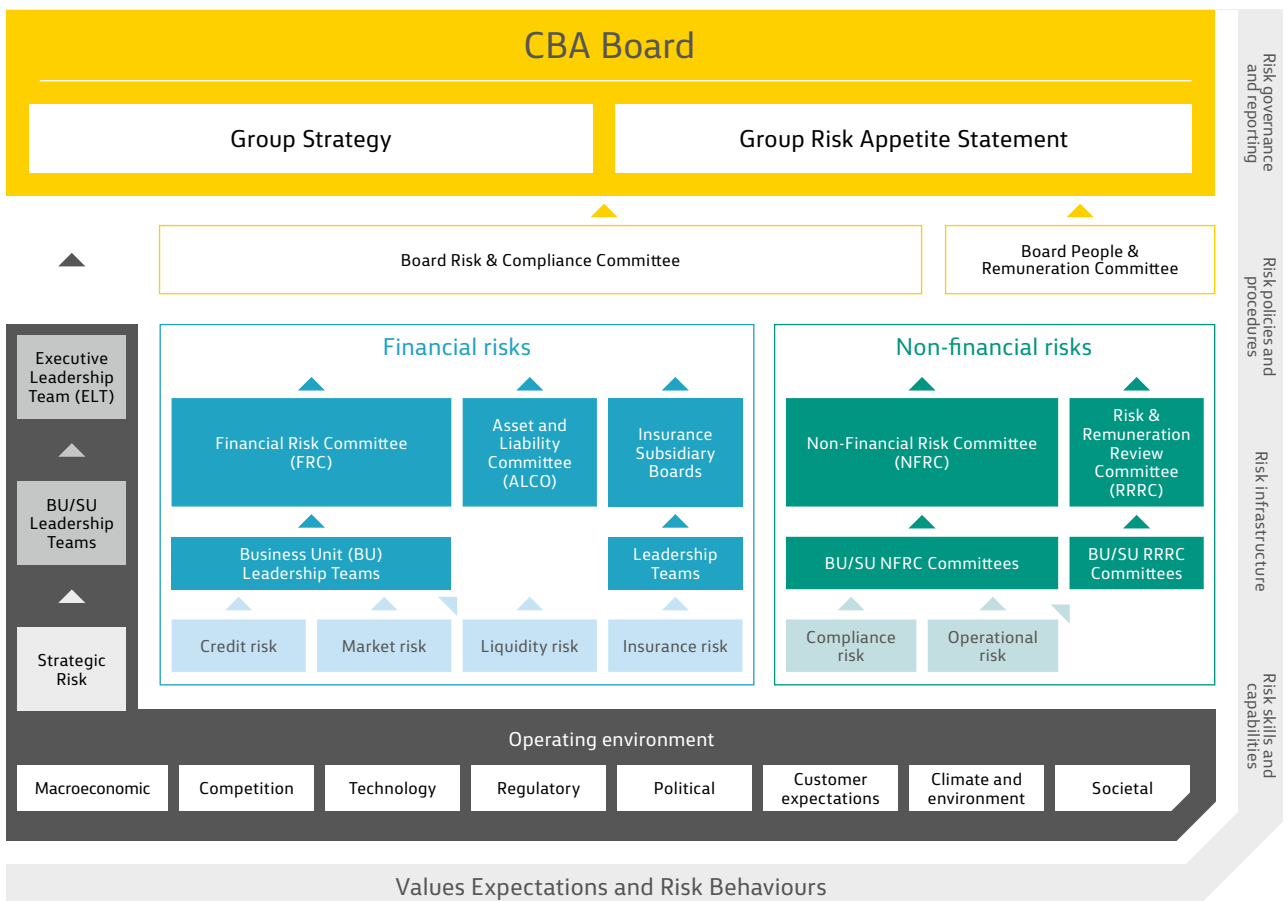 CBA Board
Group Strategy
Group Risk Appetite Statement
Board Risk & Compliance Committee
Board People &
Remuneration Committee
Executive
Leadership
Team (ELT)
BU/SU
Leadership
Teams
Strategic
Risk
Financial risks
Financial Risk Committee
(FRC)
Asset and
Liability
Committee
(ALCO)
Insurance
Subsidiary
Boards
Business Unit (BU)
Leadership Teams
Leadership
Teams
Credit risk
Market risk
Liquidity risk
Insurance risk
Non-financial risks
Non-Financial Risk Committee
(NFRC)
Risk &
Remuneration
Review
Committee
(RRRC)
BU/SU NFRC Committees
BU/SU RRRC
Committees
Compliance
risk
Operational
risk
Operating environment
Macroeconomic
Competition
Technology
Regulatory
Political
Customer
expectations
Climate and
environment
Societal
Risk governance
and reporting
Risk policies and
procedures
Risk infrastructure
Risk skills and
capabilities
Values Expectations and Risk Behaviours